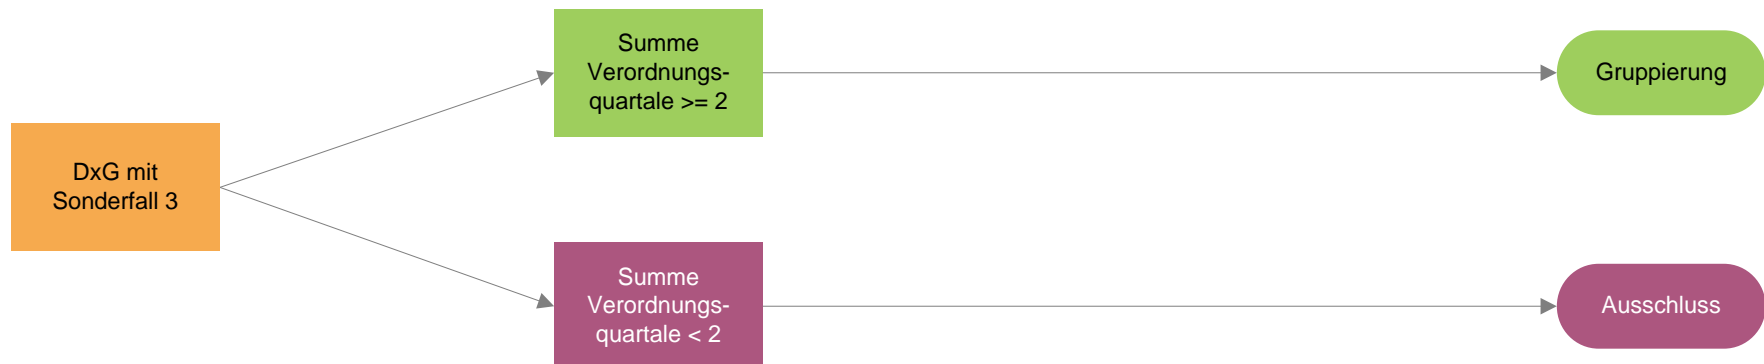 DxG mit
Sonderfall 3
Summe
Verordnungs-
quartale >= 2
Gruppierung
Summe
Verordnungs-
quartale < 2
Ausschluss